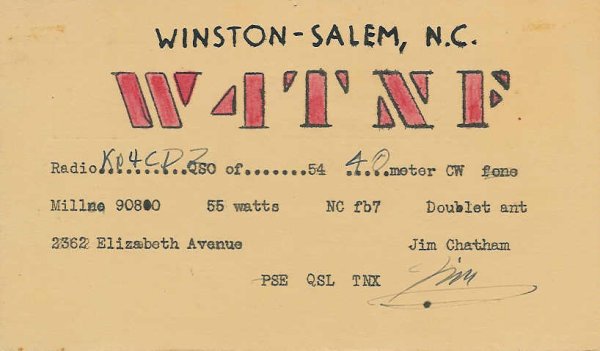 WINSTON-SALEM, N.C.
W4TNF
Radio KP4CDZ QSO of........54 40 meter CW fone
Millne 90800 55 watts NC fb7 Doublet ant
2362 Elizabeth Avenue Jim Chatham
PSE QSL TNX Jim